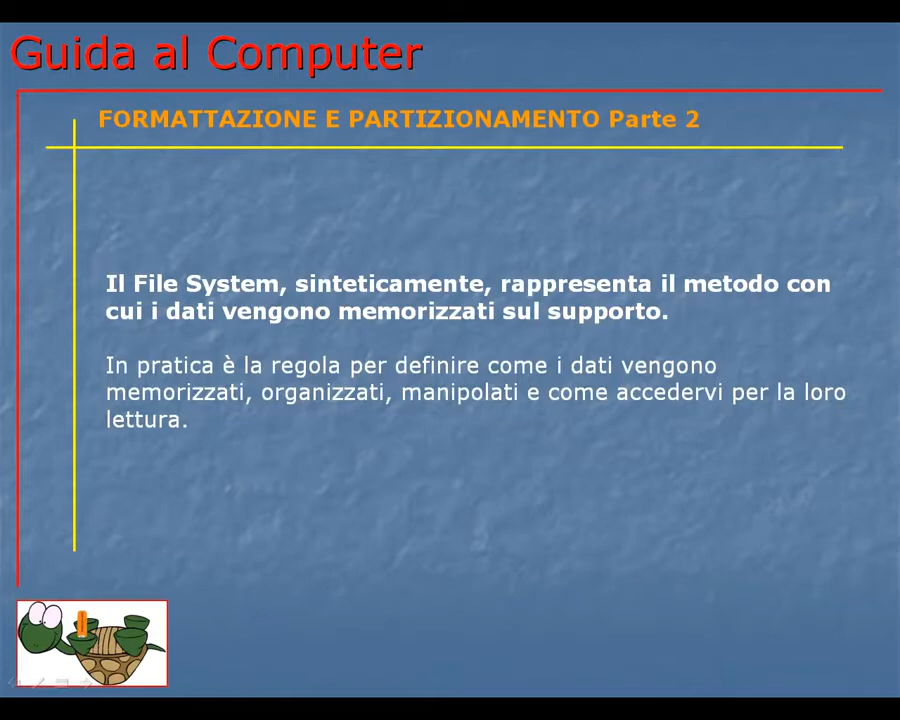 Guida al Computer
FORMATTAZIONE E PARTIZIONAMENTO Parte 2
Il File System, sinteticamente, rappresenta il metodo con
cui i dati vengono memorizzati sul supporto.
In pratica è la regola per definire come i dati vengono
memorizzati, organizzati, manipolati e come accedervi per la loro
lettura.